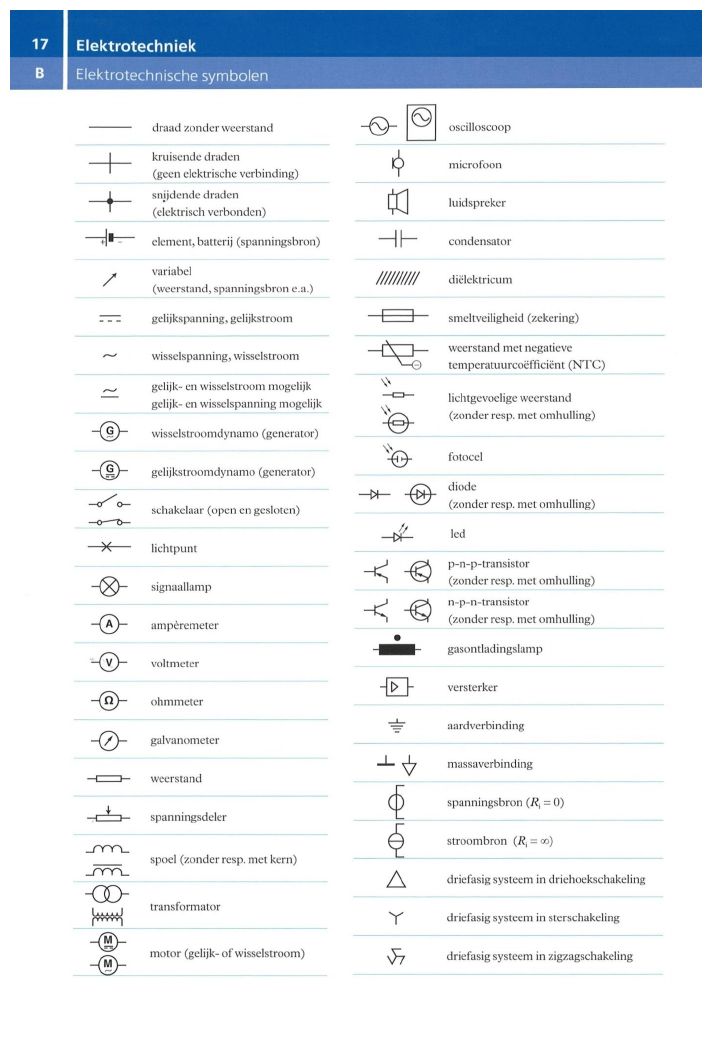 17 Elektrotechniek
B Elektrotechnische symbolen
draad zonder weerstand
kruisende draden
(geen elektrische verbinding)
snijdende draden
(elektrisch verbonden)
+ -
element, batterij (spanningsbron)
variabel
(weerstand, spanningsbron e.a.)
gelijkspanning, gelijkstroom
wisselspanning, wisselstroom
gelijk- en wisselstroom mogelijk
gelijk- en wisselspanning mogelijk
G wisselstroomdynamo (generator)
G gelijkstroomdynamo (generator)
schakelaar (open en gesloten)
lichtpunt
signaallamp
A ampèremeter
V voltmeter
Ω ohmmeter
galvanometer
weerstand
spanningsdeler
spoel (zonder resp. met kern)
transformator
M
motor (gelijk- of wisselstroom)
M
oscilloscoop
microfoon
luidspreker
condensator
diëlektricum
smeltveiligheid (zekering)
weerstand met negatieve
temperatuurcoëfficiënt (NTC)
lichtgevoelige weerstand
(zonder resp. met omhulling)
fotocel
diode
(zonder resp. met omhulling)
led
p-n-p-transistor
(zonder resp. met omhulling)
n-p-n-transistor
(zonder resp. met omhulling)
gasontladingslamp
versterker
aardverbinding
massaverbinding
spanningsbron (Ri = 0)
stroombron (Ri = ∞)
driefasig systeem in driehoekschakeling
driefasig systeem in sterschakeling
driefasig systeem in zigzagschakeling